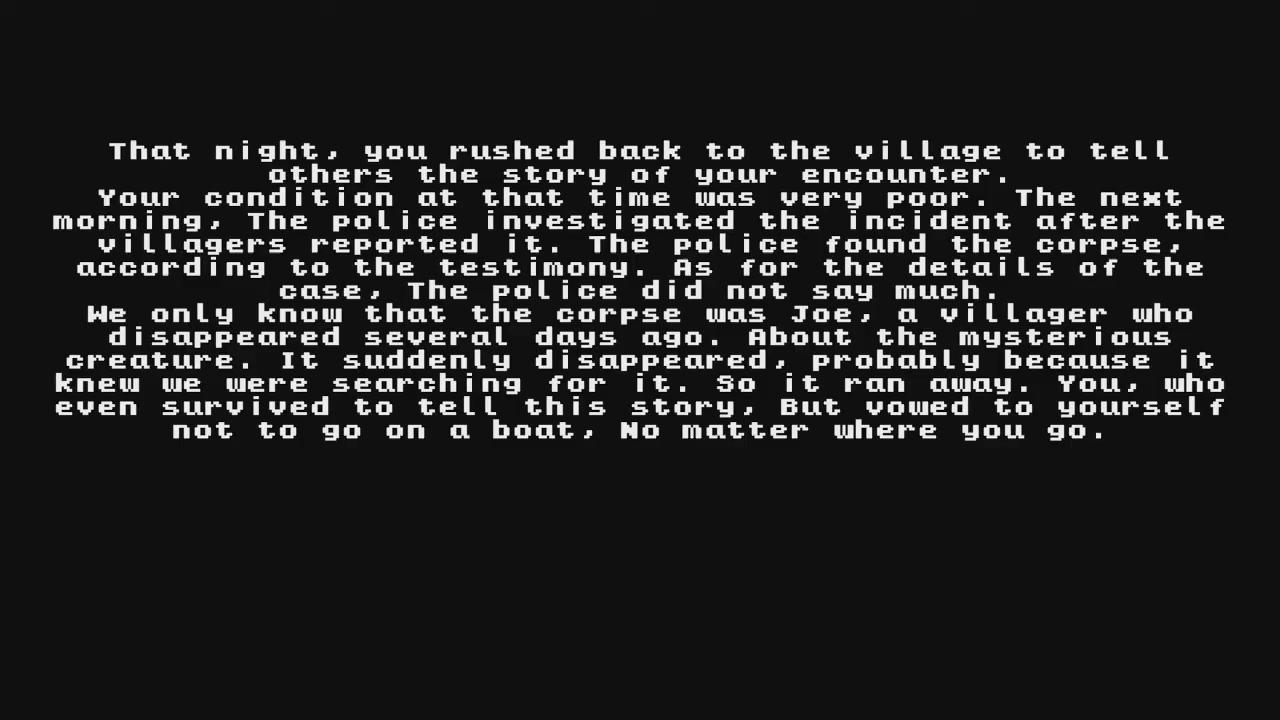 That night, you rushed back to the village to tell
others the story of your encounter.
Your condition at that time was very poor. The next
morning, The police investigated the incident after the
villagers reported it. The police found the corpse,
according to the testimony. As for the details of the
case, The police did not say much.
We only know that the corpse was Joe, a villager who
disappeared several days ago. About the mysterious
creature. It suddenly disappeared, probably because it
knew we were searching for it. So it ran away. You, who
even survived to tell this story, But vowed to yourself
not to go on a boat, No matter where you go.